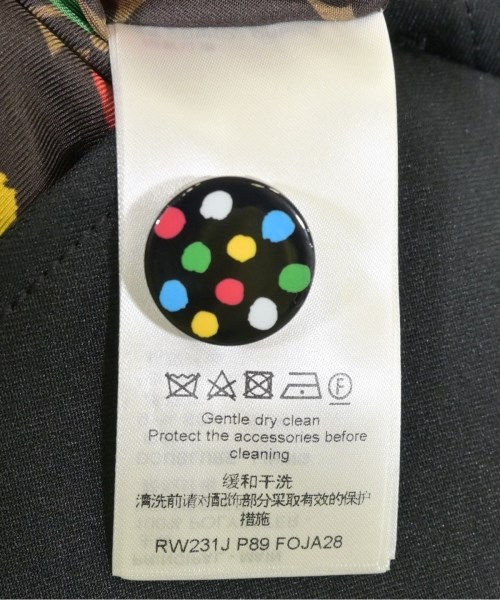 F
Gentle dry clean
Protect the accessories before
cleaning
缓和干洗
清洗前请对配饰部分采取有效的保护
措施
RW231J P89 FOJA28